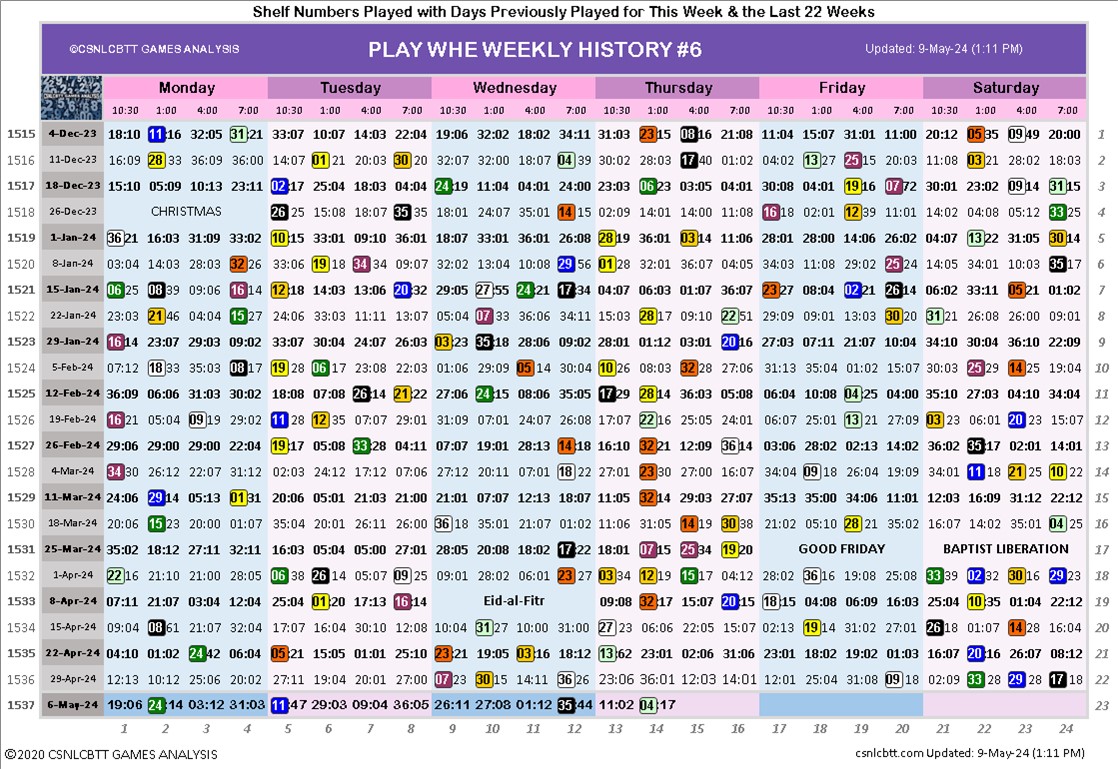 Shelf Numbers Played with Days Previously Played for This Week & the Last 22 Weeks
©CSNLCBTT GAMES ANALYSIS PLAY WHE WEEKLY HISTORY #6 Updated: 9-May-24 (1:11 PM)
Monday Tuesday Wednesday Thursday Friday Saturday
10:30 1:00 4:00 7:00 10:30 1:00 4:00 7:00 10:30 1:00 4:00 7:00 10:30 1:00 4:00 7:00 10:30 1:00 4:00 7:00 10:30 1:00 4:00 7:00
1515 4-Dec-23 18:10 11:16 32:05 31:21 33:07 10:07 14:03 22:04 19:06 32:02 18:02 34:11 31:03 23:15 08:16 21:08 11:04 15:07 31:01 11:00 20:12 05:35 09:49 20:00 1
1516 11-Dec-23 16:09 28:33 36:09 36:00 14:07 01:21 20:03 30:20 32:07 32:00 18:07 04:39 30:02 28:03 15:40 01:02 04:02 13:27 25:15 20:03 11:08 03:21 28:02 18:03 2
1517 18-Dec-23 15:10 05:09 10:13 23:11 02:17 25:04 18:03 04:04 24:19 11:04 04:01 24:00 23:03 06:23 03:05 04:01 30:08 04:01 19:16 07:72 30:01 23:02 09:14 31:15 3
1518 26-Dec-23 CHRISTMAS 26:25 15:08 18:07 35:35 18:01 24:07 35:01 14:15 02:09 14:01 14:00 11:08 16:18 02:01 12:39 11:01 14:02 04:08 05:12 33:25 4
1519 1-Jan-24 36:21 16:03 31:09 33:02 10:15 33:01 09:10 36:01 18:07 33:01 36:01 26:08 28:19 36:01 03:14 11:06 28:01 28:00 14:06 26:02 04:07 13:22 31:05 30:14 5
1520 8-Jan-24 03:04 14:03 28:03 32:26 33:06 19:18 34:34 09:07 32:02 13:04 10:08 29:56 01:28 32:01 36:07 04:05 34:03 11:08 29:02 25:24 14:05 34:01 10:03 35:17 6
1521 15-Jan-24 06:25 08:39 09:06 16:14 12:18 14:03 13:06 20:32 29:05 27:55 24:21 17:34 04:07 06:03 01:07 06:01 23:27 08:04 02:21 26:14 06:02 33:11 05:21 01:02 7
1522 22-Jan-24 23:03 21:46 04:04 15:27 24:06 33:03 11:11 13:07 05:04 07:33 36:06 34:11 15:03 28:17 09:10 22:51 29:09 08:01 13:03 30:20 31:21 26:08 26:00 09:01 8
1523 29-Jan-24 16:14 23:07 29:03 09:02 33:07 30:04 24:07 26:03 03:23 35:18 28:06 09:02 28:01 01:12 03:01 20:16 27:03 07:11 21:07 10:04 34:10 30:04 36:10 22:09 9
1524 5-Feb-24 07:12 18:33 35:03 08:17 19:28 06:17 23:08 22:03 01:06 29:09 05:14 30:04 10:26 08:03 32:28 27:06 31:13 35:04 01:02 15:07 30:03 25:29 14:25 19:04 10
1525 12-Feb-24 36:09 06:06 31:03 30:02 18:08 07:08 26:14 21:22 27:06 24:15 08:06 35:05 17:29 28:14 36:03 05:08 06:04 10:08 04:25 04:00 35:10 27:03 04:10 34:04 11
1526 19-Feb-24 16:21 05:04 09:19 03:02 11:28 12:35 07:07 29:01 31:09 07:01 24:07 26:08 17:07 22:16 25:05 24:01 06:07 25:01 13:21 27:09 03:23 06:01 20:23 15:07 12
1527 26-Feb-24 29:06 29:00 29:00 22:04 19:17 05:08 33:28 04:11 07:07 19:01 28:13 14:18 16:10 32:21 12:09 36:14 03:06 28:02 02:13 14:02 36:02 35:17 02:01 14:01 13
1528 4-Mar-24 34:30 26:12 22:07 31:12 02:03 24:12 17:12 07:06 27:12 20:11 07:01 18:22 27:01 23:30 27:00 16:07 34:04 09:18 26:04 19:09 34:01 11:18 21:25 10:22 14
1529 11-Mar-24 24:06 29:14 05:13 01:31 20:06 05:01 21:03 21:00 21:01 07:07 12:13 18:07 11:05 32:14 29:03 27:07 35:13 35:00 34:06 11:01 12:03 16:09 31:12 22:12 15
1530 18-Mar-24 20:06 15:23 20:00 01:07 35:04 20:01 26:11 26:00 36:18 35:01 21:07 01:02 11:06 31:05 14:19 30:38 21:02 05:10 28:21 35:02 16:07 14:02 35:01 04:25 16
1531 25-Mar-24 35:02 18:12 27:11 32:11 16:03 05:04 05:00 16:00 28:05 20:08 18:02 17:22 18:01 07:15 25:34 19:20 GOOD FRIDAY BAPTIST LIBERATION 17
1532 1-Apr-24 22:16 21:10 21:00 28:05 06:38 26:14 05:07 09:25 09:01 28:02 06:01 23:27 03:34 12:19 15:17 04:12 28:02 36:16 19:08 25:08 33:39 02:32 30:16 29:23 18
1533 8-Apr-24 07:11 21:07 03:04 12:04 25:04 01:20 17:13 16:14 Eid-al-Fitr 09:08 32:17 15:07 20:15 18:15 04:08 06:09 16:03 25:04 10:35 01:04 22:12 19
1534 15-Apr-24 09:04 08:61 21:07 32:04 17:07 16:04 30:10 12:08 10:04 31:27 10:00 31:00 27:23 06:06 22:05 15:07 02:13 19:14 31:02 27:01 26:18 01:07 14:28 16:04 20
1535 22-Apr-24 04:10 01:02 24:42 06:04 05:21 15:05 01:01 25:10 23:21 19:05 03:16 18:12 13:62 23:01 02:06 31:06 23:01 18:02 19:02 01:03 16:07 20:16 26:07 08:12 21
1536 29-Apr-24 12:13 10:12 25:06 20:02 27:11 19:04 20:01 27:00 07:23 30:15 14:11 36:26 23:06 36:01 12:03 14:01 12:01 25:04 31:08 09:18 02:09 33:28 29:28 17:18 22
1537 6-May-24 19:06 24:14 03:12 31:03 11:47 29:03 09:04 36:05 26:11 27:08 01:12 35:44 11:02 04:17 23
1 2 3 4 5 6 7 8 9 10 11 12 13 14 15 16 17 18 19 20 21 22 23 24
©2020 CSNLCBTT GAMES ANALYSIS csnlcbtt.com Updated: 9-May-24 (1:11 PM)